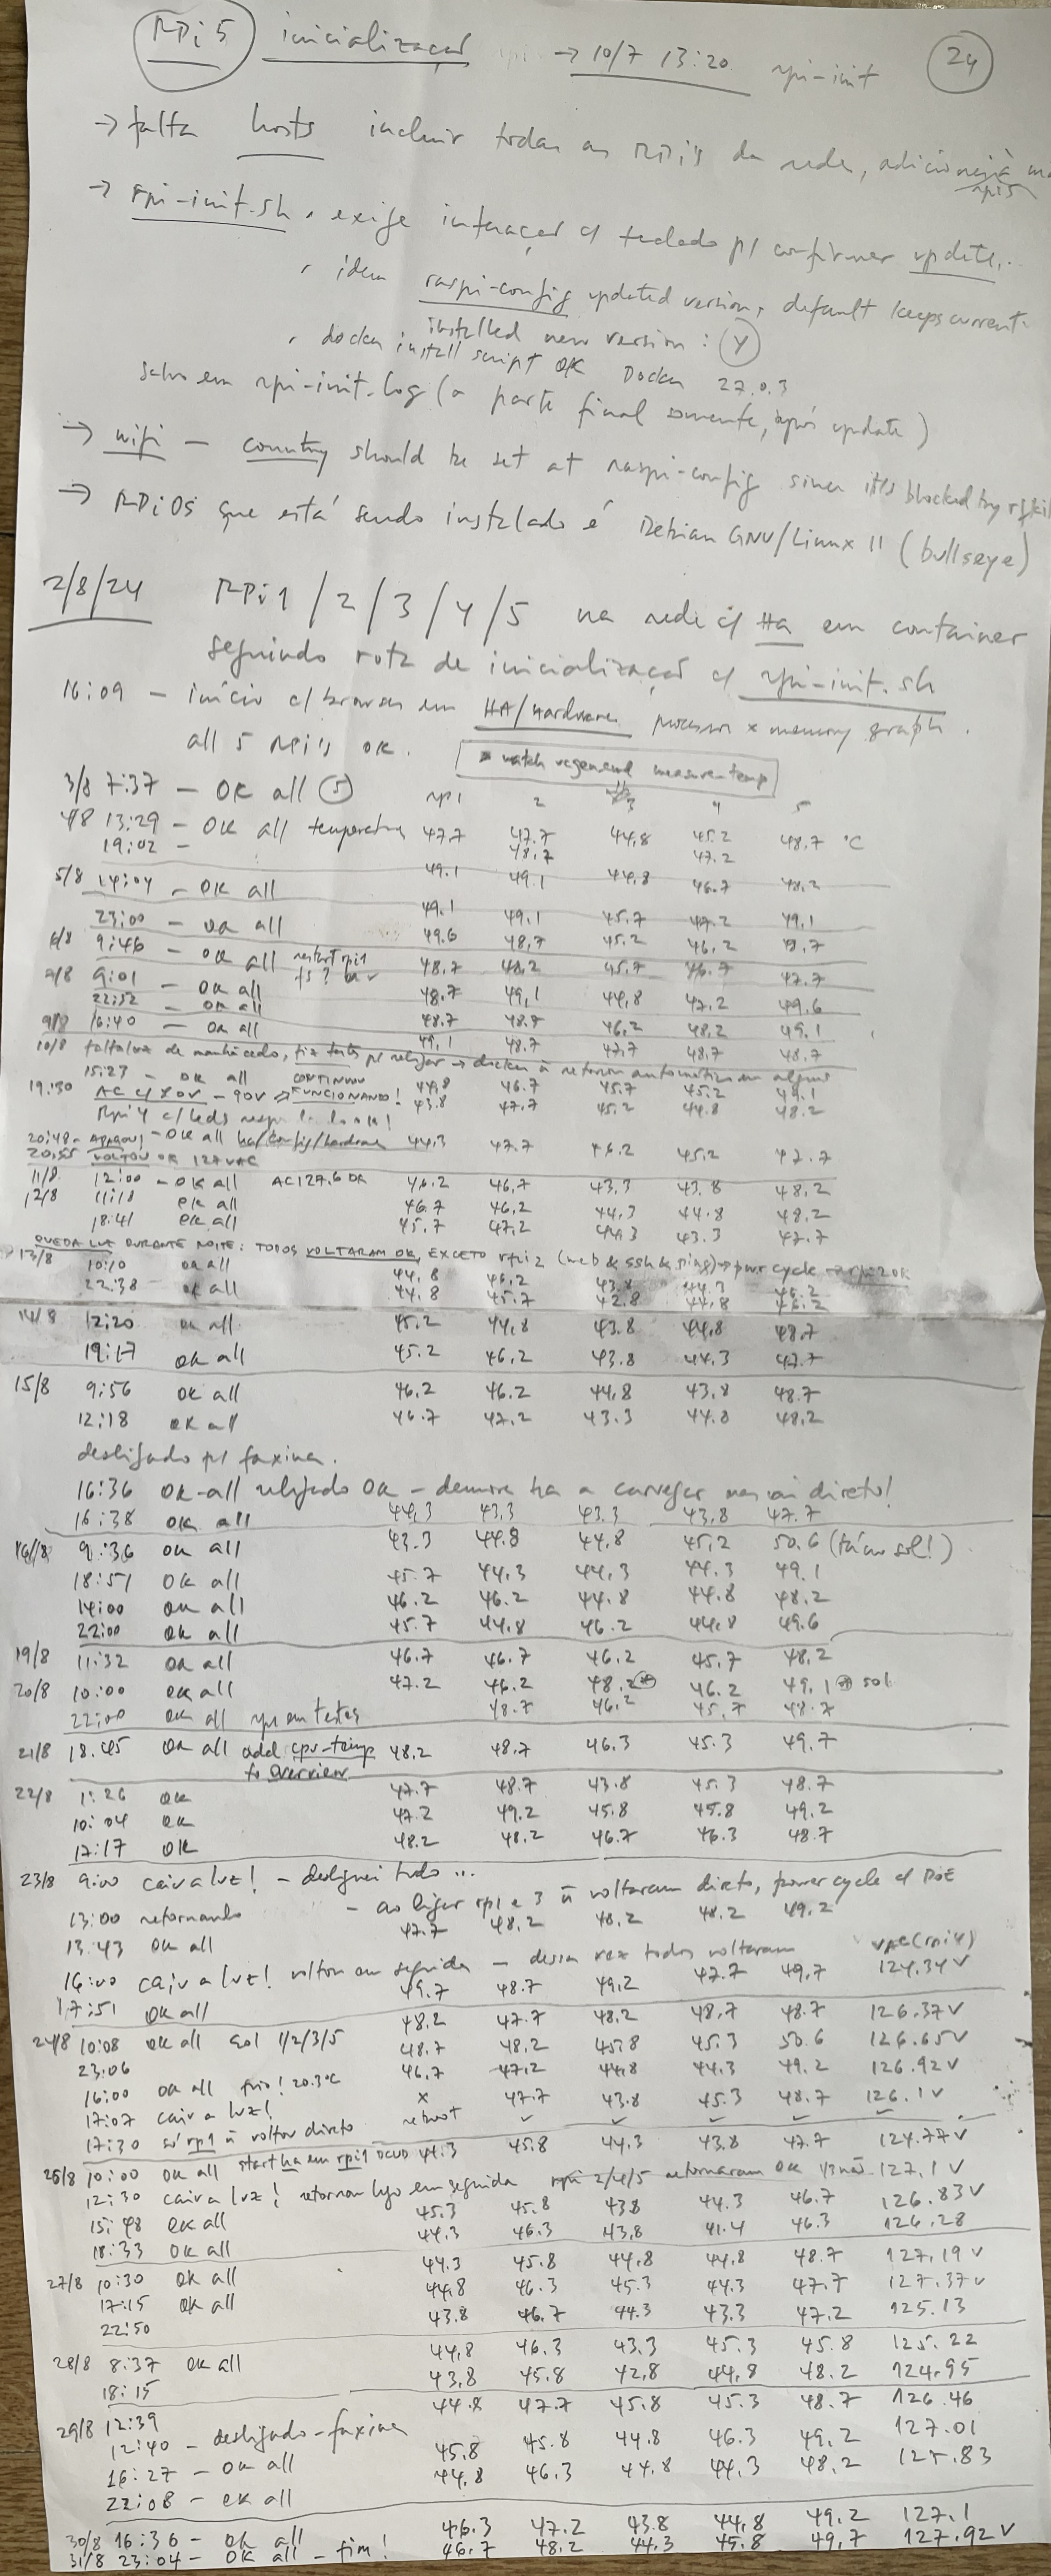 RPi 5 inicialização → 10/7 13:20 rpi-init 24
→ falta hosts incluir todas as RPi's da rede,
rpi5
→ rpi-init.sh, exige interação c/ teclado p/ confirmar update...
, idem raspi-config updated version, default keeps current
installed new version: Y
, docker install script OK Docker 27.0.3
salvo em rpi-init.log (a parte final somente, após update)
→ wifi – country should be set at raspi-config since it's blocked by rfkill
→ RPiOS que está sendo instalado é Debian GNU/Linux 11 (bullseye)
2/8/24 RPi1/2/3/4/5 na rede c/ HA em container
seguindo rota de inicialização c/ rpi-init.sh
16:09 – início c/ browser em HA/Hardware processor x memory graph.
all 5 RPi's OK.
watch vcgencmd measure-temp
3/8 7:37 – OK all 5 rpi1 2 3 4 5
4/8 13:29 – OK all temperatura 47.7 47.7 44,8 45.2 48.7 °C
19:02 – 48.7 47.2
49.1 49.1 44.8 46.7 48.2
5/8 14:04 – OK all
49.1 49.1 45.7 47.2 49.1
23:00 – OK all 49.6 48,7 45.2 46,2
6/8 9:46 – OK all restart rpi1 48,7 48.2 45.7 46.7 47.7
9:01 – OK all 48.7 49,1 44,8 47.2 49.6
22:52 – OK all 48.7 46,2 48,2 49.1
9/8 16:40 – OK all 49,1 48.7 47,7 48,7 48.7
10/8 falta luz de manhã cedo,
15:27 – OK all CONTINUOU 44,8 46.7 45.7 45.2 49.1
19:30 AC c/ – 90V → FUNCIONANDO! 43.8 47,7 45.2 44.8 48.2
20:48 – APAGOU – OK all ha/config/hardware 44,3 47.7 46.2 45,2 47.7
20:55 VOLTOU OK 127VAC
11/8 12:00 – OK all AC127.6 OK 46.2 46,7 43,3 43.8 48,2
12/8 11:18 OK all 46.7 46,2 44,3 44.8 48,2
18:41 OK all 45.7 47,2 44,3 43.3 47.7
QUEDA LUZ DURANTE NOITE: TODOS VOLTARAM OK, EXCETO rpi2 (web & ssh & ping) → pwr cycle → rpi2 OK
13/8 10:10 OK all 44,8 46.2 43.8 44.3 46.2
22:38 OK all 44,8 45.7 42.8 44,8
14/8 12:20 OK all 45.2 44,8 43.8 44,8 48.7
19:17 OK all 45.2 46,2 43.8 44.3 47.7
15/8 9:56 OK all 46,2 46.2 44,8 43,8 48.7
12:18 OK all 46.7 47.2 43.3 44.8 48,2
desligado p/ faxina.
16:36 OK-all religado OK – demora ha a carregar mas vai direto!
16:38 OK all 44,3 43,3 43.3 43,8 47.7
16/8 9:36 OK all 43.3 44.8 44,8 45,2 50.6 (tá no sol!)
18:51 OK all 45.7 44,3 44,3 44.3 49.1
14:00 OK all 46.2 46.2 44.8 44.8 48.2
22:00 OK all 45.7 44,8 46.2 44,8 49.6
19/8 11:32 OK all 46.7 46.7 46.2 45,7 48,2
20/8 10:00 OK all 47.2 46.2 48.2 ⊛ 46.2 49,1 ⊛ sol
22:00 OK all rpi1 em testes 48.7 46,2 45,7 48.7
21/8 18:45 OK all add cpu-temp 48.2 48.7 46.3 45.3 49.7
to overview
22/8 1:26 OK 47.7 48.7 43.8 45.3 48.7
10:04 OK 47.2 49.2 45.8 45.8 49,2
17:17 OK 48.2 48.2 46.7 46.3 48.7
23/8 9:00 caiu a luz! – desliguei tudo...
– ao ligar rpi1 e 3 ñ voltaram direto, power cycle c/ PoE
13:00 retornando
13:43 OK all 47.7 48,2 48,2 48.2 49,2
16:00 caiu a luz! voltou em seguida – dessa vez todos voltaram VAC(rpi4)
17:51 OK all 49.7 48.7 49,2 47.7 49,7 124.34V
48.2 47.7 48,2 48,7 48.7 126.37V
24/8 10:08 OK all sol 1/2/3/5 48.7 48,2 45,8 45.3 50.6 126.65V
23:06 46,7 47,2 44,8 44,3 49.2 126.92V
16:00 OK all frio! 20.3°C x 47.7 43.8 45.3 48.7 126.1V
17:07 caiu a luz! reboot ✓ ✓ ✓ ✓ ✓
17:30 só rpi1 ñ voltou direto 45.8 44,3 43.8 47.7 124.77V
25/8 10:00 OK all start ha em rpi1 44.3
12:30 caiu a luz! retornou logo em seguida rpi 2/4/5 retornaram OK 1/3 não 127,1V
15:48 OK all 45.3 45.8 43.8 44.3 46.7 126.83V
18:33 OK all 44.3 46.3 43,8 41.4 46.3 126.28
27/8 10:30 OK all 44.3 45.8 44,8 44,8 48.7 127,19V
17:15 OK all 44,8 46.3 45.3 44.3 47.7 127.37V
22:50 43.8 46.7 44.3 43.3 47.2 125.13
28/8 8:37 OK all 44,8 46.3 43.3 45.3 45.8 125.22
18:15 43,8 45.8 42,8 44,8 48.2 124.95
29/8 12:39 44.8 47.7 45.8 45.3 48.7 126.46
12:40 – desligado – faxina
16:27 – OK all 45.8 45.8 44.8 46.3 49,2 127.01
22:08 – OK all 44,8 46.3 44.8 44,3 48,2
30/8 16:36 – OK all 46.3 47.2 43.8 44,8 49.2 127.1
31/8 23:04 – OK all – fim! 46.7 48.2 44.3 45.8 49,7 127.92V